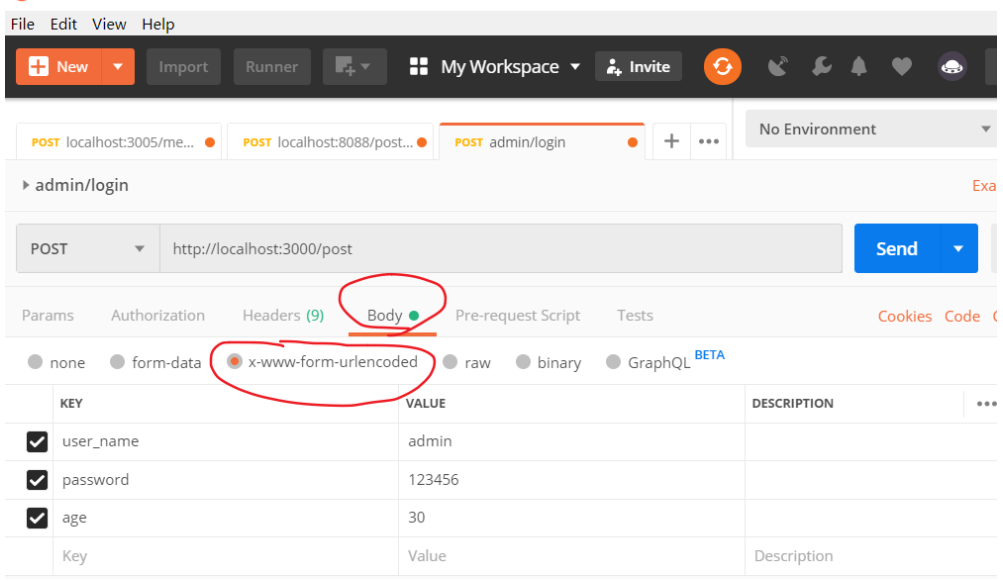 File Edit View Help
New Import Runner My Workspace Invite
POST localhost:3005/me... POST localhost:8088/post... POST admin/login No Environment
admin/login Exa
POST http://localhost:3000/post Send
Params Authorization Headers (9) Body Pre-request Script Tests Cookies Code
none form-data x-www-form-urlencoded raw binary GraphQL BETA
KEY VALUE DESCRIPTION
user_name admin
password 123456
age 30
Key Value Description